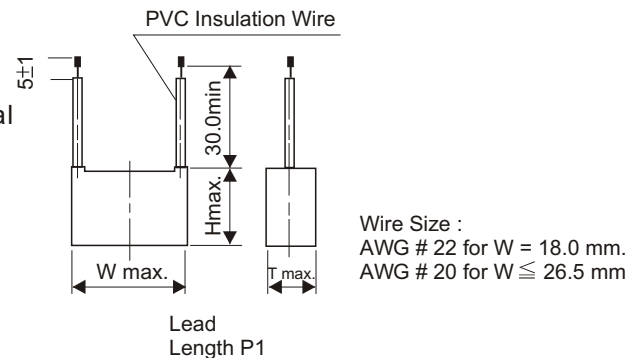 PVC Insulation Wire
5±1
al
30.0min
Hmax.
W max.
T max.
Wire Size :
AWG # 22 for W = 18.0 mm.
AWG # 20 for W ≦ 26.5 mm
Lead
Length P1